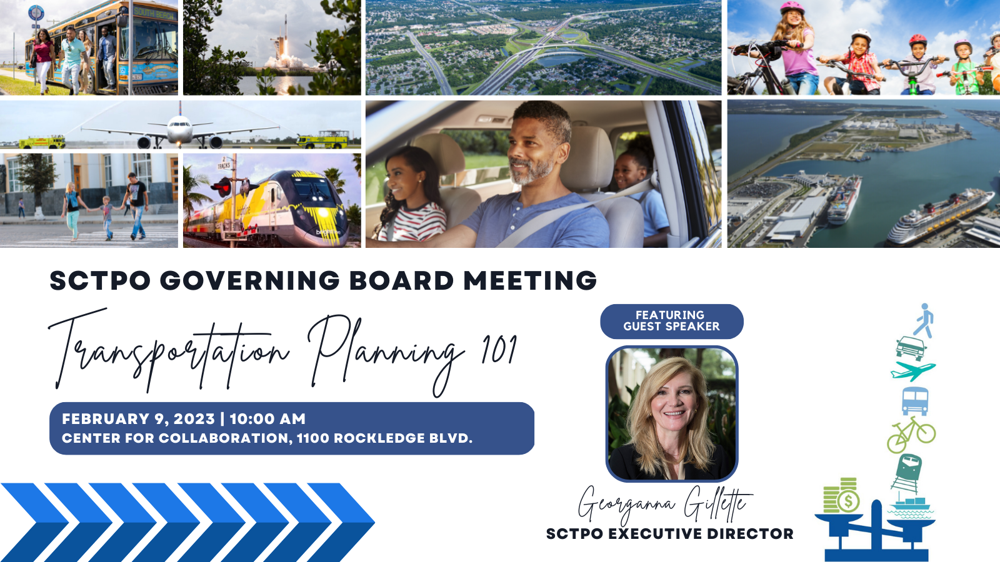 SOUTH BEACH
2
TRACKS
brightline
SCTPO GOVERNING BOARD MEETING
Transportation Planning 101
FEBRUARY 9, 2023 | 10:00 AM
CENTER FOR COLLABORATION, 1100 ROCKLEDGE BLVD.
FEATURING
GUEST SPEAKER
Georganna Gillette
SCTPO EXECUTIVE DIRECTOR
$